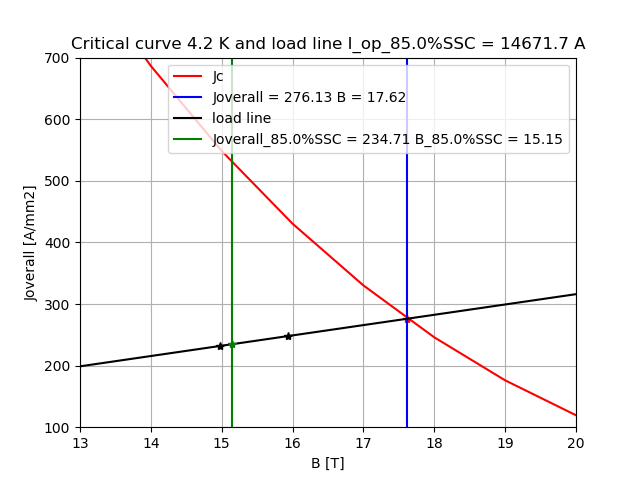 Critical curve 4.2 K and load line I_op_85.0%SSC = 14671.7 A
Jc
Joverall = 276.13 B = 17.62
load line
Joverall_85.0%SSC = 234.71 B_85.0%SSC = 15.15
Joverall [A/mm2]
700
600
500
400
300
200
100
13 14 15 16 17 18 19 20
B [T]